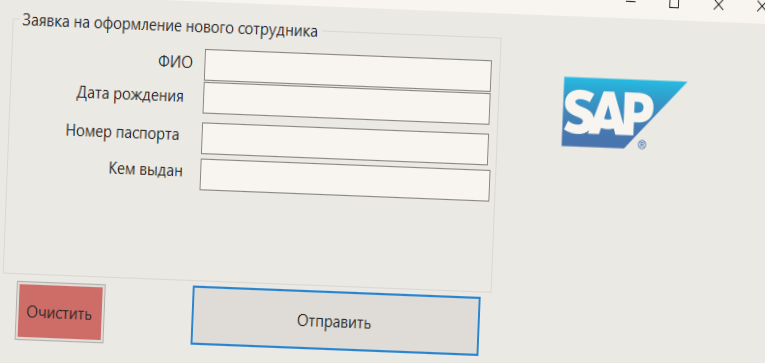 Заявка на оформление нового сотрудника
ФИО
Дата рождения
Номер паспорта
Кем выдан
SAP ®
Очистить
Отправить